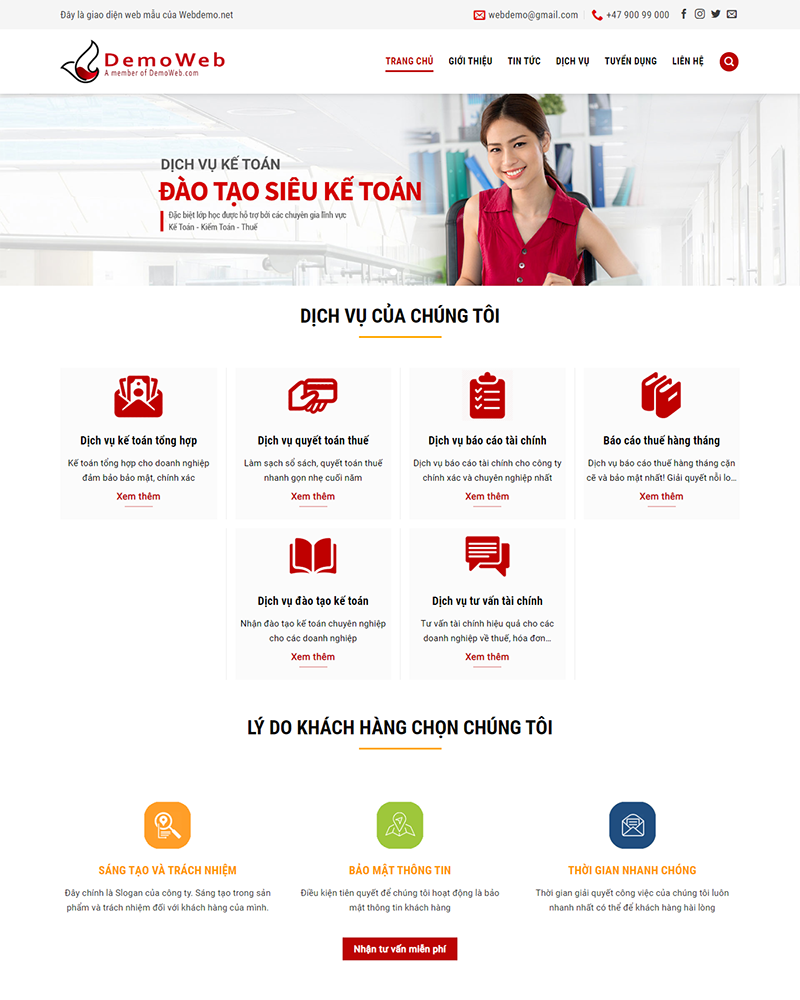 Đây là giao diện web mẫu của Webdemo.net
webdemo@gmail.com
+47 900 99 000
DemoWeb
A member of DemoWeb.com
TRANG CHỦ
GIỚI THIỆU
TIN TỨC
DỊCH VỤ
TUYỂN DỤNG
LIÊN HỆ
DỊCH VỤ KẾ TOÁN
ĐÀO TẠO SIÊU KẾ TOÁN
Đặc biệt lớp học được hỗ trợ bởi các chuyên gia lĩnh vực
Kế Toán - Kiểm Toán - Thuế
DỊCH VỤ CỦA CHÚNG TÔI
Dịch vụ kế toán tổng hợp
Kế toán tổng hợp cho doanh nghiệp
đảm bảo bảo mật, chính xác
Xem thêm
Dịch vụ quyết toán thuế
Làm sạch sổ sách, quyết toán thuế
nhanh gọn nhẹ cuối năm
Xem thêm
Dịch vụ báo cáo tài chính
Dịch vụ báo cáo tài chính cho công ty
chính xác và chuyên nghiệp nhất
Xem thêm
Báo cáo thuế hàng tháng
Dịch vụ báo cáo thuế hàng tháng cặn
cẽ và bảo mật nhất! Giải quyết nỗi lo...
Xem thêm
Dịch vụ đào tạo kế toán
Nhận đào tạo kế toán chuyên nghiệp
cho các doanh nghiệp
Xem thêm
Dịch vụ tư vấn tài chính
Tư vấn tài chính hiệu quả cho các
doanh nghiệp về thuế, hóa đơn...
Xem thêm
LÝ DO KHÁCH HÀNG CHỌN CHÚNG TÔI
SÁNG TẠO VÀ TRÁCH NHIỆM
Đây chính là Slogan của công ty. Sáng tạo trong sản
phẩm và trách nhiệm đối với khách hàng của mình.
BẢO MẬT THÔNG TIN
Điều kiện tiên quyết để chúng tôi hoạt động là bảo
mật thông tin khách hàng
THỜI GIAN NHANH CHÓNG
Thời gian giải quyết công việc của chúng tôi luôn
nhanh nhất có thể để khách hàng hài lòng
Nhận tư vấn miễn phí